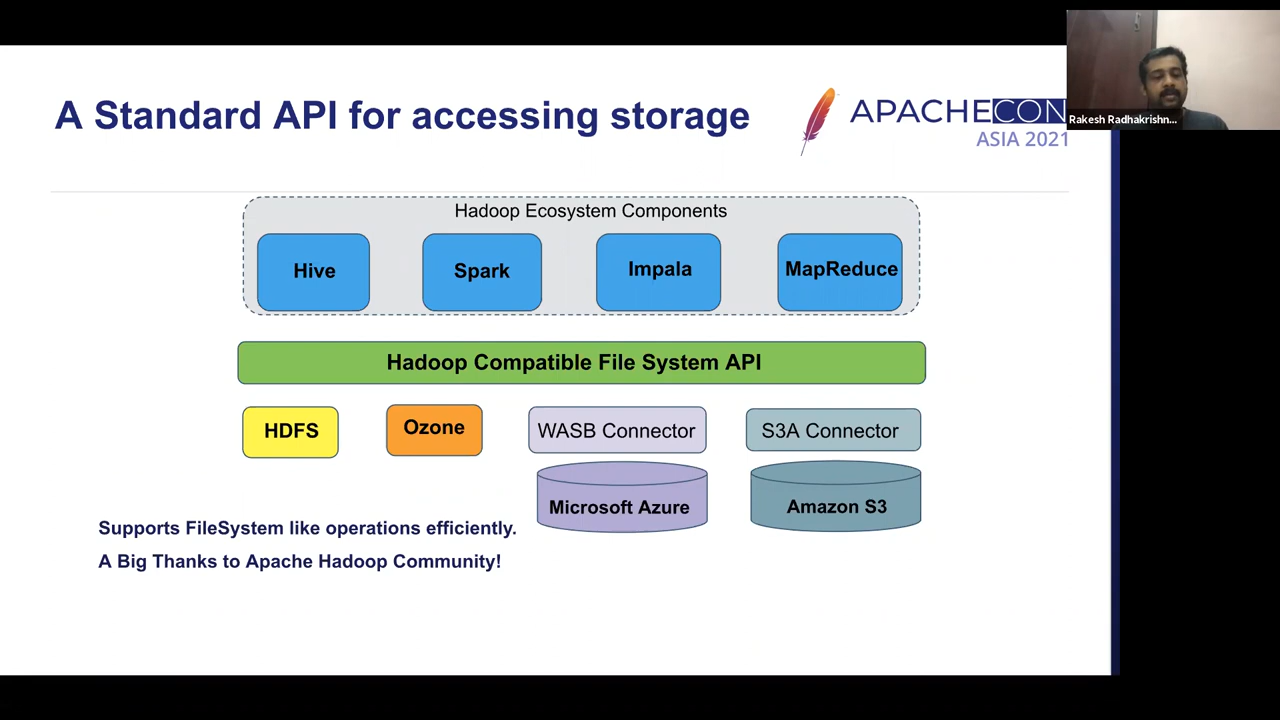 A Standard API for accessing storage
APACHECON
ASIA 2021
Rakesh Radhakrishn...
Hadoop Ecosystem Components
Hive
Spark
Impala
MapReduce
Hadoop Compatible File System API
HDFS
Ozone
WASB Connector
S3A Connector
Microsoft Azure
Amazon S3
Supports FileSystem like operations efficiently.
A Big Thanks to Apache Hadoop Community!